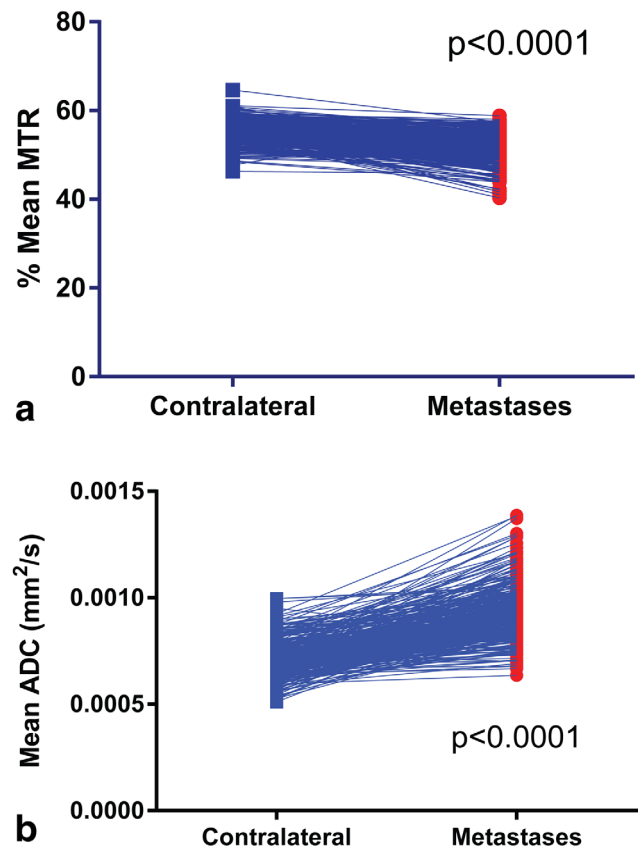 80
p<0.0001
60
40
20
0
% Mean MTR
Contralateral Metastases
a
0.0015
0.0010
0.0005
0.0000
Mean ADC (mm²/s)
p<0.0001
Contralateral Metastases
b